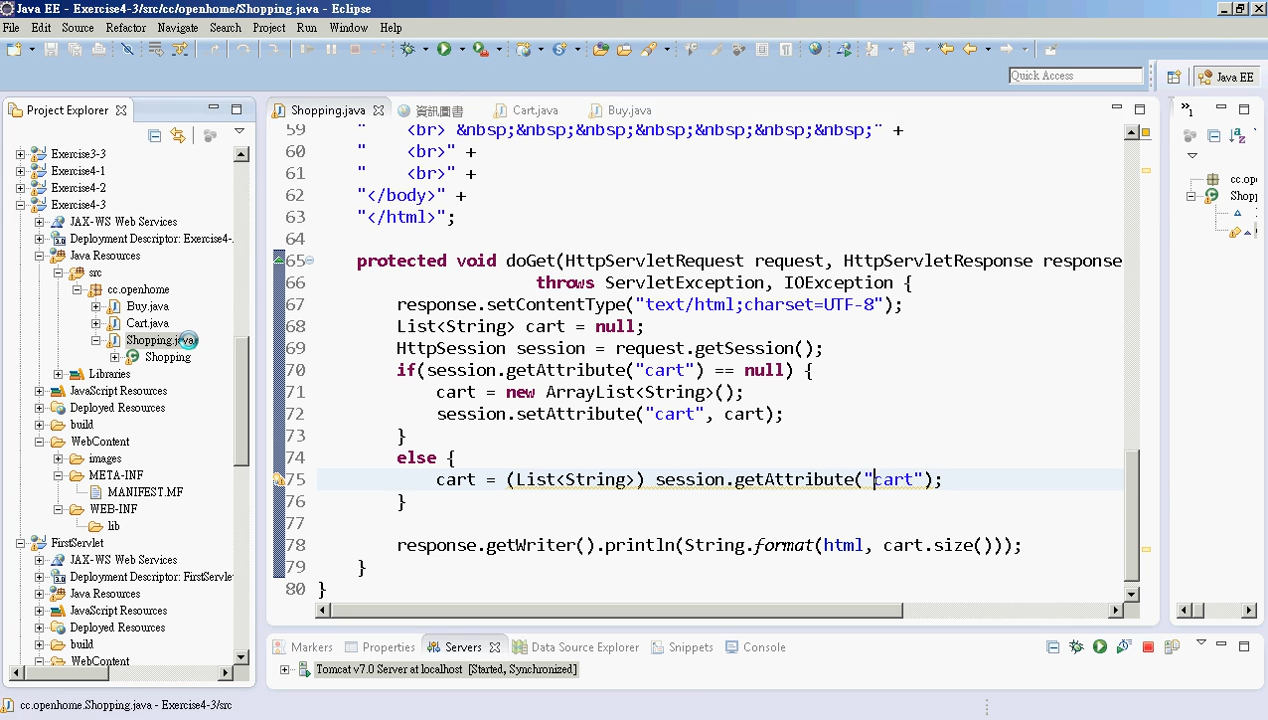 Java EE - Exercise4-3/src/cc/openhome/Shopping.java - Eclipse
File Edit Source Refactor Navigate Search Project Run Window Help
Quick Access
Java EE
Project Explorer
Shopping.java
資訊圖書
Cart.java
Buy.java
Exercise3-3
Exercise4-1
Exercise4-2
Exercise4-3
JAX-WS Web Services
Deployment Descriptor: Exercise4-
Java Resources
src
cc.openhome
Buy.java
Cart.java
Shopping.java
Shopping
Libraries
JavaScript Resources
Deployed Resources
build
WebContent
images
META-INF
MANIFEST.MF
WEB-INF
lib
FirstServlet
JAX-WS Web Services
Deployment Descriptor: FirstServle
Java Resources
JavaScript Resources
Deployed Resources
build
WebContent
59 " <br> &nbsp;&nbsp;&nbsp;&nbsp;&nbsp;&nbsp;&nbsp;" +
60 " <br>" +
61 " <br>" +
62 "</body>" +
63 "</html>";
64
65 protected void doGet(HttpServletRequest request, HttpServletResponse response
66 throws ServletException, IOException {
67 response.setContentType("text/html;charset=UTF-8");
68 List<String> cart = null;
69 HttpSession session = request.getSession();
70 if(session.getAttribute("cart") == null) {
71 cart = new ArrayList<String>();
72 session.setAttribute("cart", cart);
73 }
74 else {
75 cart = (List<String>) session.getAttribute("cart");
76 }
77
78 response.getWriter().println(String.format(html, cart.size()));
79 }
80 }
cc.op
Shopp
Markers Properties Servers Data Source Explorer Snippets Console
Tomcat v7.0 Server at localhost [Started, Synchronized]
cc.openhome.Shopping.java - Exercise4-3/src